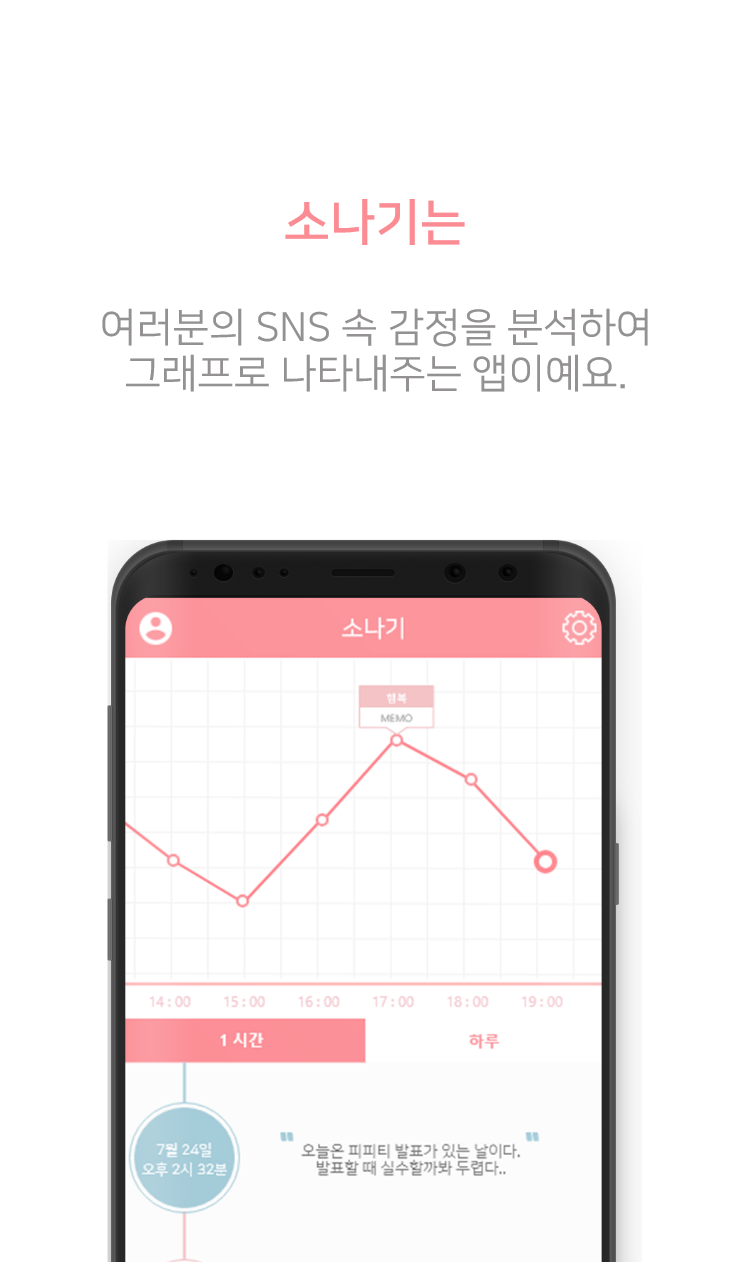 소나기는
여러분의 SNS 속 감정을 분석하여
그래프로 나타내주는 앱이예요.
소나기
행복
MEMO
14 : 00 15 : 00 16 : 00 17 : 00 18 : 00 19 : 00
1 시간 하루
7월 24일
오후 2시 32분
" 오늘은 피피티 발표가 있는 날이다. "
발표할 때 실수할까봐 두렵다..